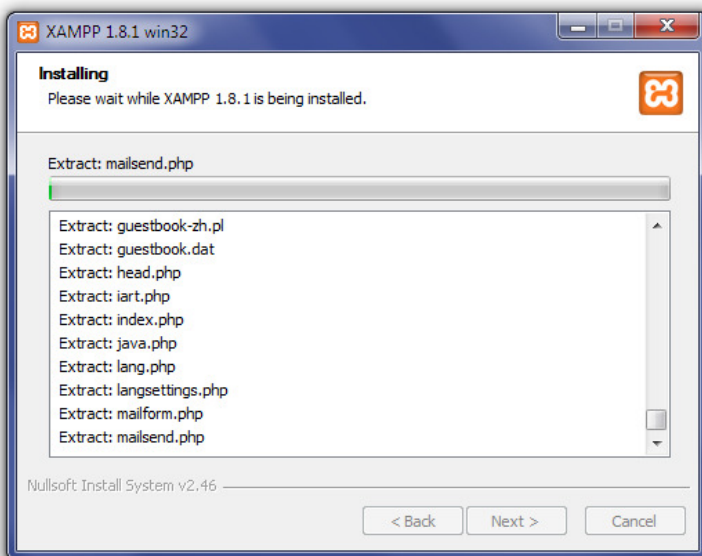 XAMPP 1.8.1 win32
Installing
Please wait while XAMPP 1.8.1 is being installed.
Extract: mailsend.php
Extract: guestbook-zh.pl
Extract: guestbook.dat
Extract: head.php
Extract: iart.php
Extract: index.php
Extract: java.php
Extract: lang.php
Extract: langsettings.php
Extract: mailform.php
Extract: mailsend.php
Nullsoft Install System v2.46
< Back Next > Cancel